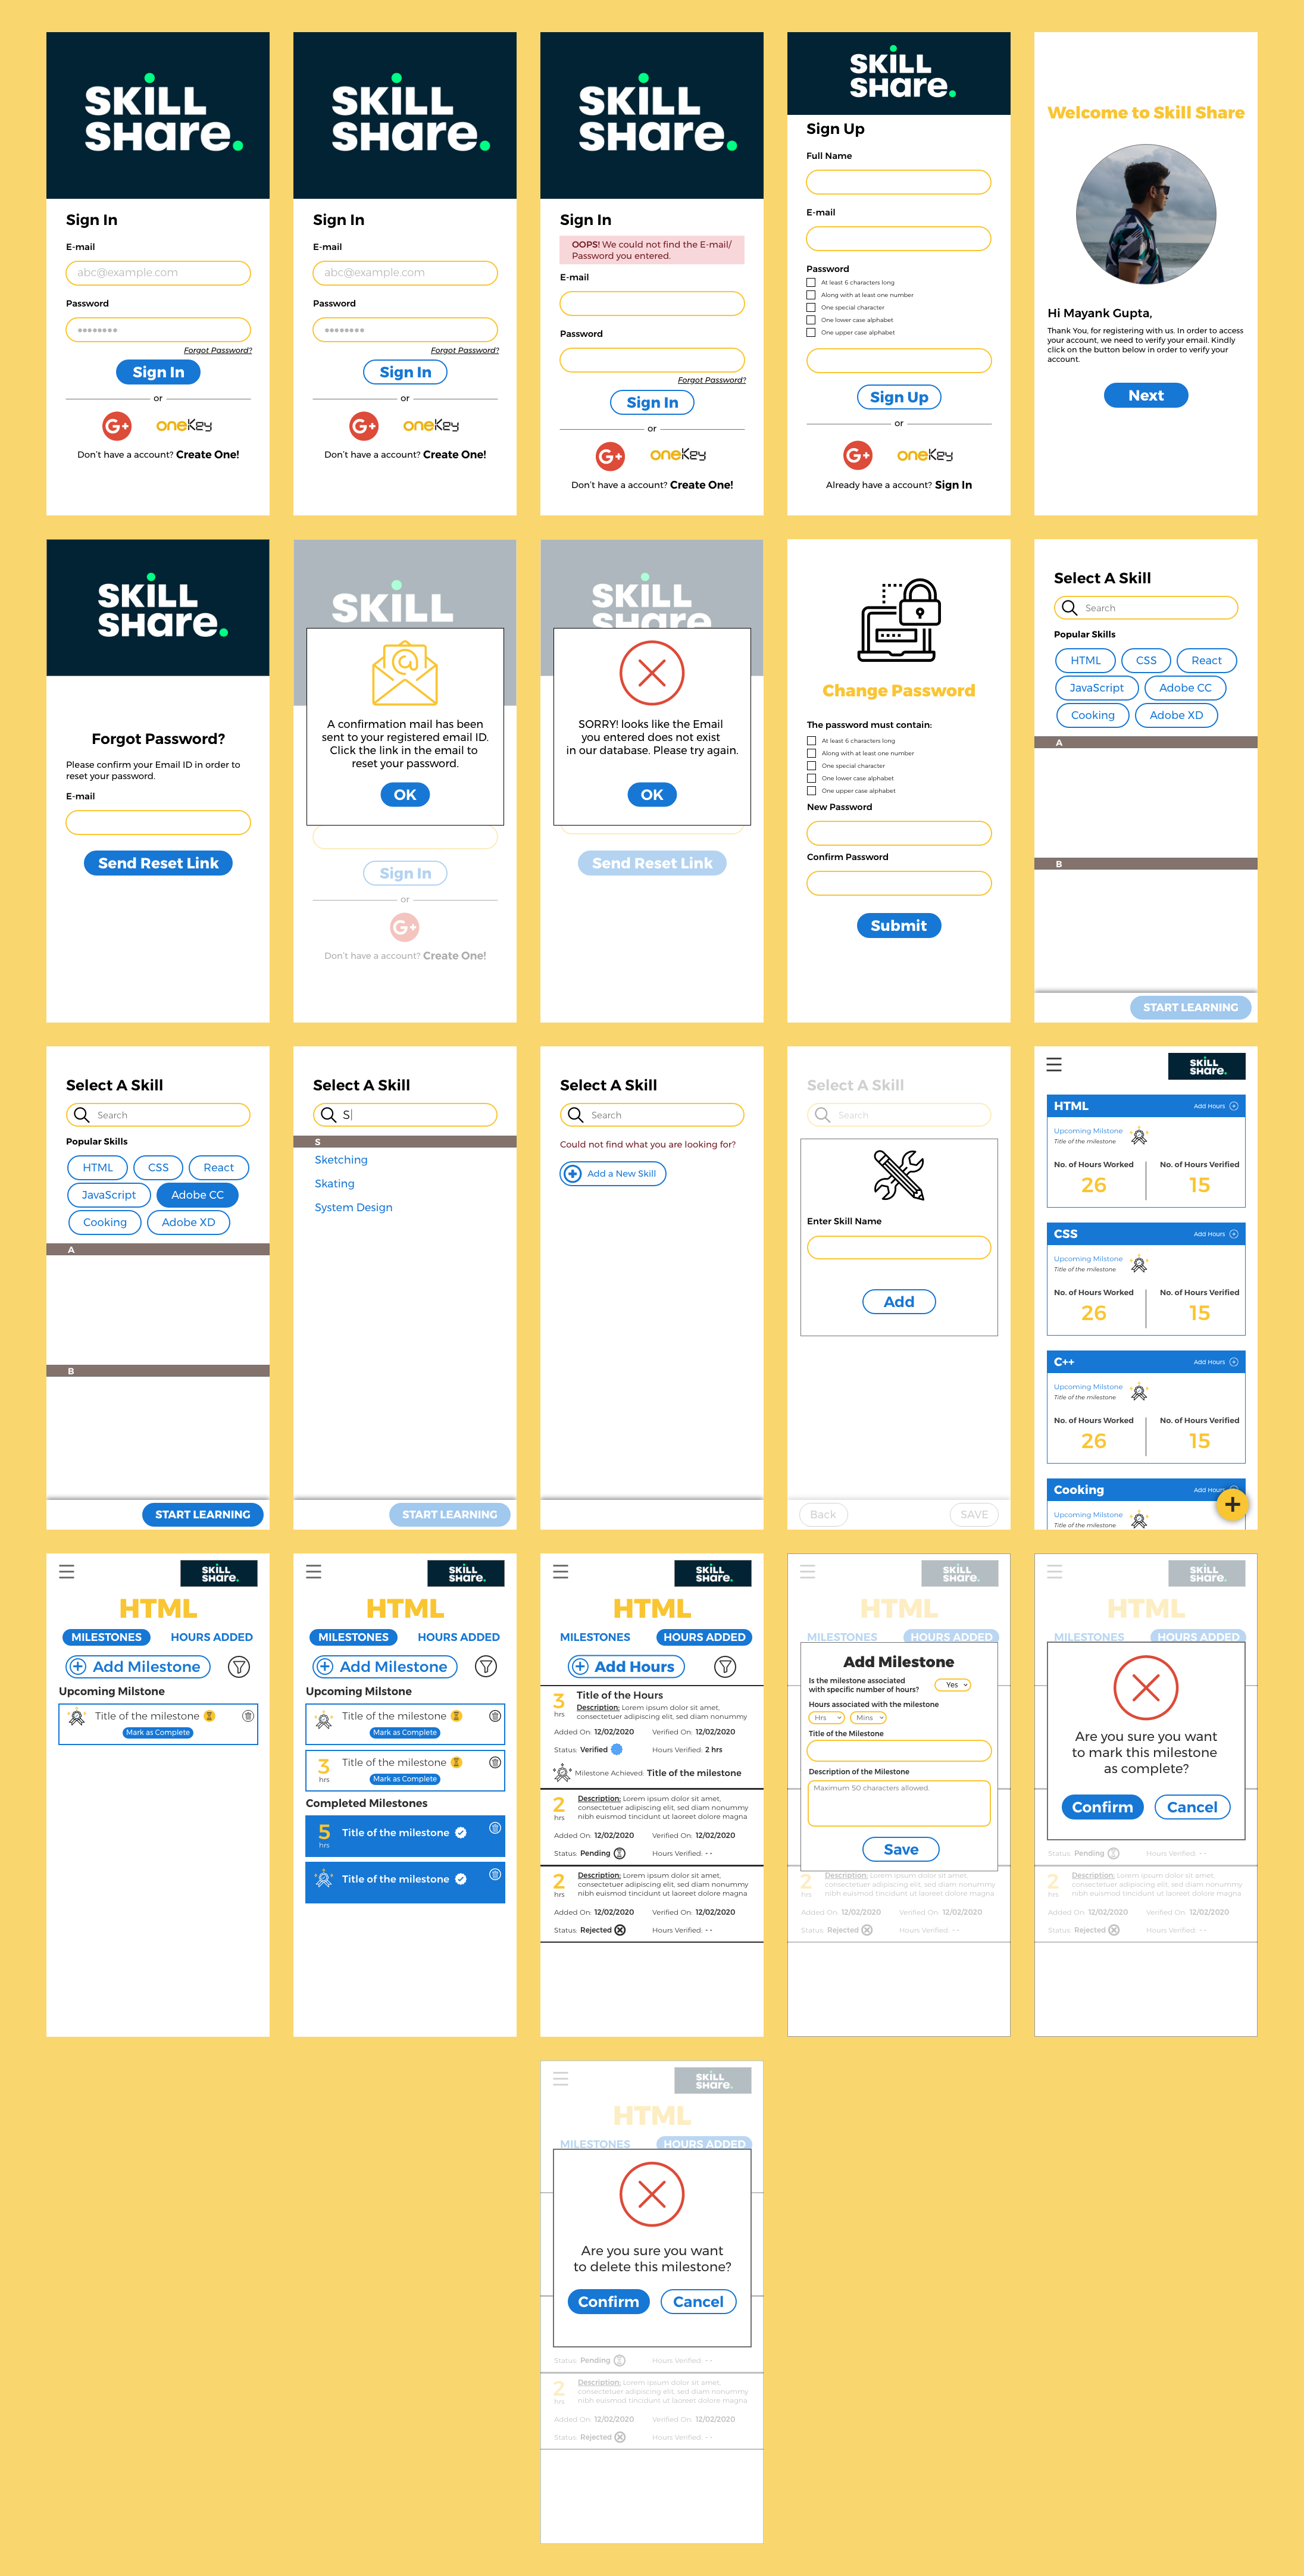 SKiLL
SHare.
Sign In
E-mail
abc@example.com
Password
Forgot Password?
Sign In
or
G+ oneKey
Don't have a account? Create One!
SKiLL
SHare.
Sign In
E-mail
abc@example.com
Password
Forgot Password?
Sign In
or
G+ oneKey
Don't have a account? Create One!
SKiLL
SHare.
Sign In
OOPS! We could not find the E-mail/
Password you entered.
E-mail
Password
Forgot Password?
Sign In
or
G+ oneKey
Don't have a account? Create One!
SKiLL
SHare.
Sign Up
Full Name
E-mail
Password
At least 6 characters long
Along with at least one number
One special character
One lower case alphabet
One upper case alphabet
Sign Up
or
G+ oneKey
Already have a account? Sign In
Welcome to Skill Share
Hi Mayank Gupta,
Thank You, for registering with us. In order to access
your account, we need to verify your email. Kindly
click on the button below in order to verify your
account.
Next
SKiLL
SHare.
Forgot Password?
Please confirm your Email ID in order to
reset your password.
E-mail
Send Reset Link
SKiLL
A confirmation mail has been
sent to your registered email ID.
Click the link in the email to
reset your password.
OK
Sign In
or
G+
Don't have a account? Create One!
SKiLL
SHare.
SORRY! looks like the Email
you entered does not exist
in our database. Please try again.
OK
Send Reset Link
Change Password
The password must contain:
At least 6 characters long
Along with at least one number
One special character
One lower case alphabet
One upper case alphabet
New Password
Confirm Password
Submit
Select A Skill
Search
Popular Skills
HTML CSS React
JavaScript Adobe CC
Cooking Adobe XD
A
B
START LEARNING
Select A Skill
Search
Popular Skills
HTML CSS React
JavaScript Adobe CC
Cooking Adobe XD
A
B
START LEARNING
Select A Skill
S
S
Sketching
Skating
System Design
START LEARNING
Select A Skill
Search
Could not find what you are looking for?
Add a New Skill
Select A Skill
Search
Enter Skill Name
Add
Back SAVE
SKiLL
SHare.
HTML Add Hours
Upcoming Milstone
Title of the milestone
No. of Hours Worked No. of Hours Verified
26 15
CSS Add Hours
Upcoming Milstone
Title of the milestone
No. of Hours Worked No. of Hours Verified
26 15
C++ Add Hours
Upcoming Milstone
Title of the milestone
No. of Hours Worked No. of Hours Verified
26 15
Cooking Add Hours
Upcoming Milstone
Title of the milestone
SKiLL
SHare.
HTML
MILESTONES HOURS ADDED
Add Milestone
Upcoming Milstone
Title of the milestone
Mark as Complete
SKiLL
SHare.
HTML
MILESTONES HOURS ADDED
Add Milestone
Upcoming Milstone
Title of the milestone
Mark as Complete
3 hrs Title of the milestone
Mark as Complete
Completed Milestones
5 hrs Title of the milestone
Title of the milestone
SKiLL
SHare.
HTML
MILESTONES HOURS ADDED
Add Hours
3 hrs Title of the Hours
Description: Lorem ipsum dolor sit amet,
consectetuer adipiscing elit, sed diam nonummy
Added On: 12/02/2020 Verified On: 12/02/2020
Status: Verified Hours Verified: 2 hrs
Milestone Achieved: Title of the milestone
2 hrs Description: Lorem ipsum dolor sit amet,
consectetuer adipiscing elit, sed diam nonummy
nibh euismod tincidunt ut laoreet dolore magna
Added On: 12/02/2020 Verified On: 12/02/2020
Status: Pending Hours Verified: - -
2 hrs Description: Lorem ipsum dolor sit amet,
consectetuer adipiscing elit, sed diam nonummy
nibh euismod tincidunt ut laoreet dolore magna
Added On: 12/02/2020 Verified On: 12/02/2020
Status: Rejected Hours Verified: - -
SKiLL
SHare.
HTML
MILESTONES HOURS ADDED
Add Milestone
Is the milestone associated
with specific number of hours? Yes
Hours associated with the milestone
Hrs Mins
Title of the Milestone
Description of the Milestone
Maximum 50 characters allowed.
Save
2 hrs Description: Lorem ipsum dolor sit amet,
consectetuer adipiscing elit, sed diam nonummy
nibh euismod tincidunt ut laoreet dolore magna
Added On: 12/02/2020 Verified On: 12/02/2020
Status: Rejected Hours Verified: - -
SKiLL
SHare.
HTML
MILESTONES HOURS ADDED
Are you sure you want
to mark this milestone
as complete?
Confirm Cancel
Status: Pending Hours Verified: - -
2 hrs Description: Lorem ipsum dolor sit amet,
consectetuer adipiscing elit, sed diam nonummy
nibh euismod tincidunt ut laoreet dolore magna
Added On: 12/02/2020 Verified On: 12/02/2020
Status: Rejected Hours Verified: - -
SKiLL
SHare.
HTML
MILESTONES HOURS ADDED
Are you sure you want
to delete this milestone?
Confirm Cancel
Status: Pending Hours Verified: - -
2 hrs Description: Lorem ipsum dolor sit amet,
consectetuer adipiscing elit, sed diam nonummy
nibh euismod tincidunt ut laoreet dolore magna
Added On: 12/02/2020 Verified On: 12/02/2020
Status: Rejected Hours Verified: - -